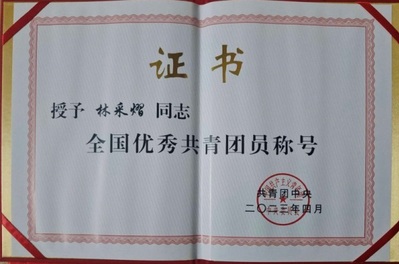 证书
授予 林采熠 同志
全国优秀共青团员称号
共青团中央
二〇二三年四月